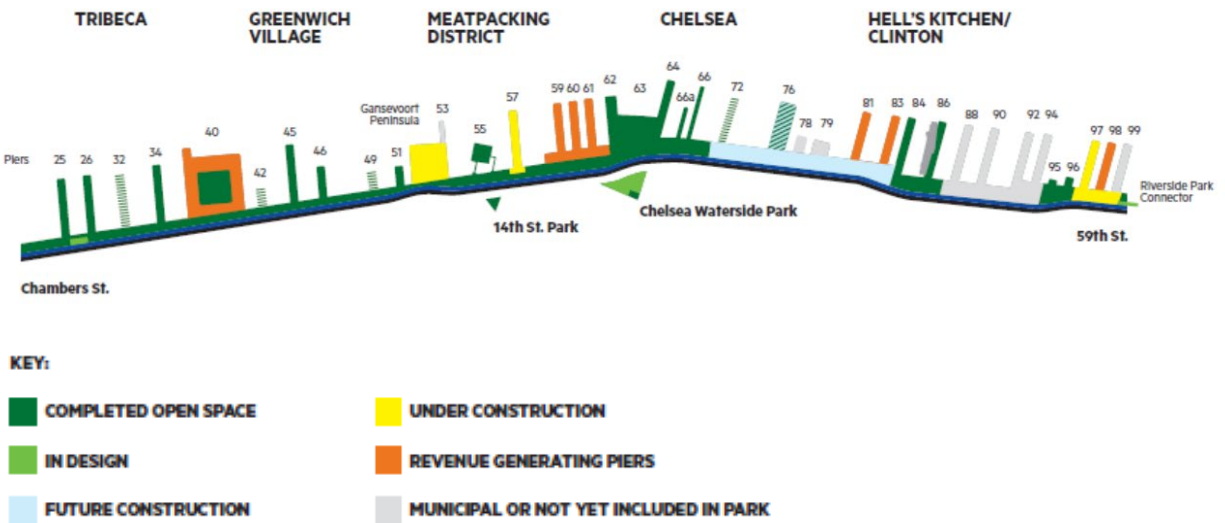 TRIBECA
GREENWICH
VILLAGE
MEATPACKING
DISTRICT
CHELSEA
HELL'S KITCHEN/
CLINTON
Piers
25
26
32
34
40
42
45
46
49
51
Gansevoort
Peninsula
53
55
57
59
60
61
62
63
64
66a
66
72
76
78
79
81
83
84
86
88
90
92
94
95
96
97
98
99
Riverside Park
Connector
Chelsea Waterside Park
14th St. Park
59th St.
Chambers St.
KEY:
COMPLETED OPEN SPACE
UNDER CONSTRUCTION
IN DESIGN
REVENUE GENERATING PIERS
FUTURE CONSTRUCTION
MUNICIPAL OR NOT YET INCLUDED IN PARK